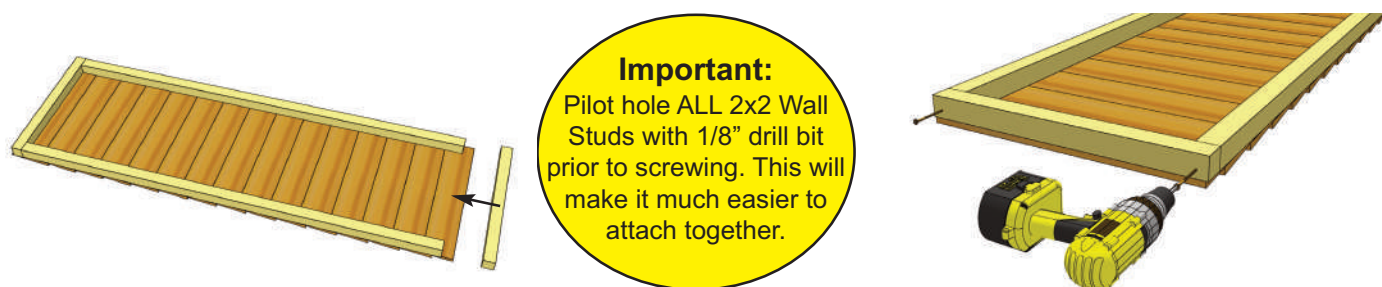 Important:
Pilot hole ALL 2x2 Wall
Studs with 1/8” drill bit
prior to screwing. This will
make it much easier to
attach together.